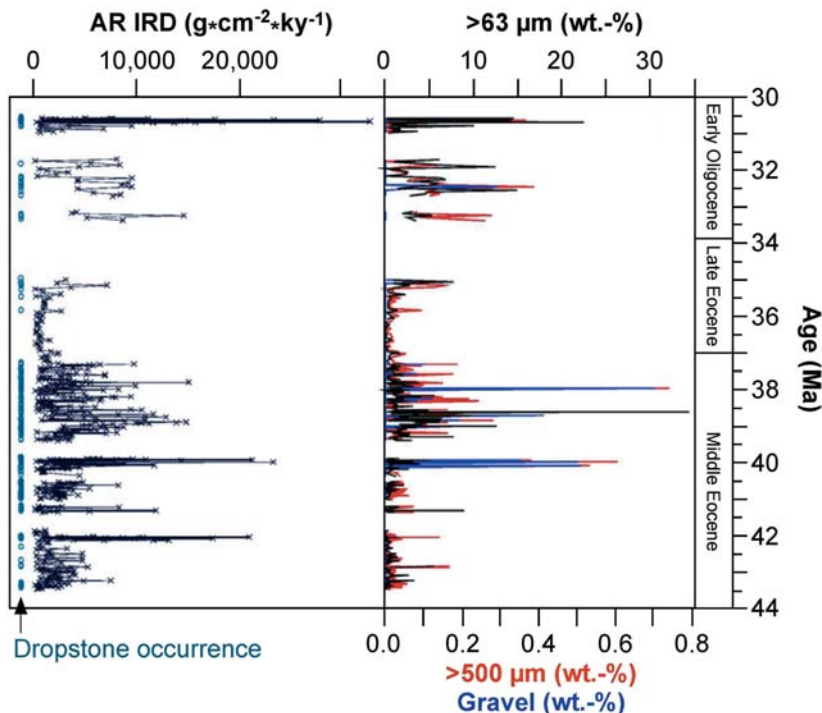 AR IRD (g*cm-2*ky-1)
>63 µm (wt.-%)
0 10,000 20,000
0 10 20 30
30
32
34
36
38
40
42
44
Early Oligocene
Late Eocene
Middle Eocene
Age (Ma)
0.0 0.2 0.4 0.6 0.8
Dropstone occurrence
>500 µm (wt.-%)
Gravel (wt.-%)